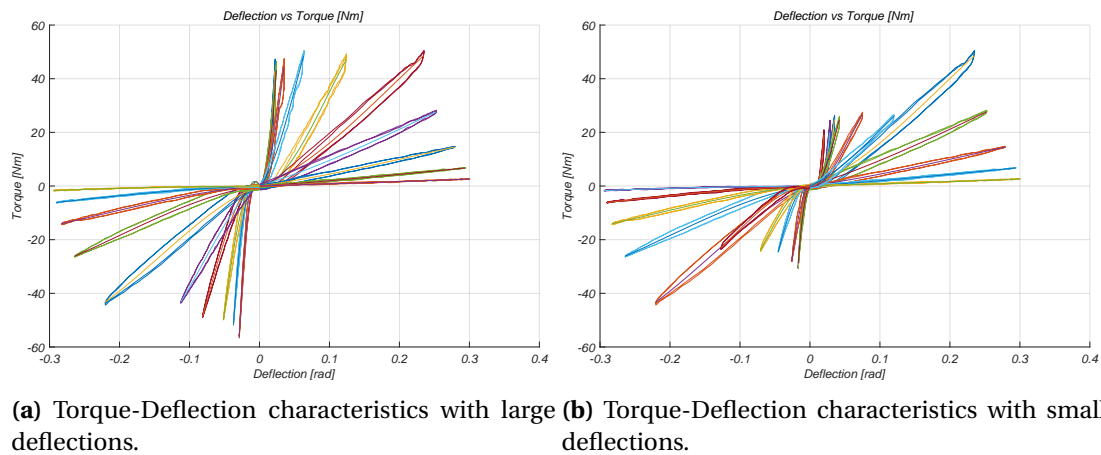 Deflection vs Torque [Nm]
60
40
20
0
-20
-40
-60
Torque [Nm]
-0.3 -0.2 -0.1 0 0.1 0.2 0.3 0.4
Deflection [rad]
(a) Torque-Deflection characteristics with large
deflections.
Deflection vs Torque [Nm]
60
40
20
0
-20
-40
-60
Torque [Nm]
-0.3 -0.2 -0.1 0 0.1 0.2 0.3 0.4
Deflection [rad]
(b) Torque-Deflection characteristics with small
deflections.